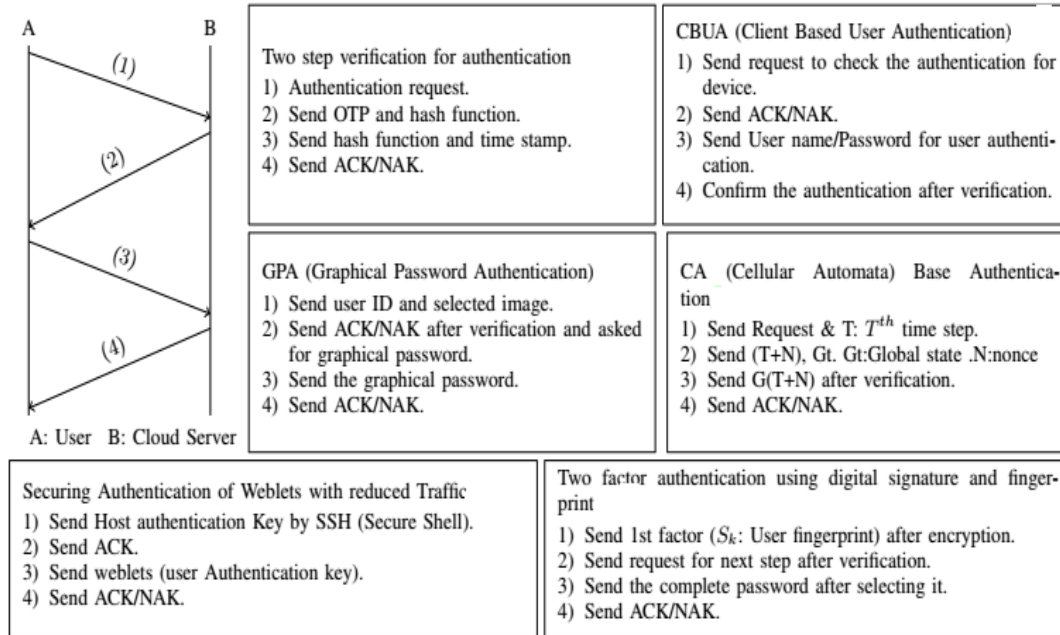 A B
(1)
(2)
(3)
(4)
A: User B: Cloud Server
Two step verification for authentication
1) Authentication request.
2) Send OTP and hash function.
3) Send hash function and time stamp.
4) Send ACK/NAK.
CBUA (Client Based User Authentication)
1) Send request to check the authentication for
device.
2) Send ACK/NAK.
3) Send User name/Password for user authenti-
cation.
4) Confirm the authentication after verification.
GPA (Graphical Password Authentication)
1) Send user ID and selected image.
2) Send ACK/NAK after verification and asked
for graphical password.
3) Send the graphical password.
4) Send ACK/NAK.
CA (Cellular Automata) Base Authentica-
tion
1) Send Request & T: T^th time step.
2) Send (T+N), Gt. Gt:Global state .N:nonce
3) Send G(T+N) after verification.
4) Send ACK/NAK.
Securing Authentication of Weblets with reduced Traffic
1) Send Host authentication Key by SSH (Secure Shell).
2) Send ACK.
3) Send weblets (user Authentication key).
4) Send ACK/NAK.
Two factor authentication using digital signature and finger-
print
1) Send 1st factor (S_k: User fingerprint) after encryption.
2) Send request for next step after verification.
3) Send the complete password after selecting it.
4) Send ACK/NAK.